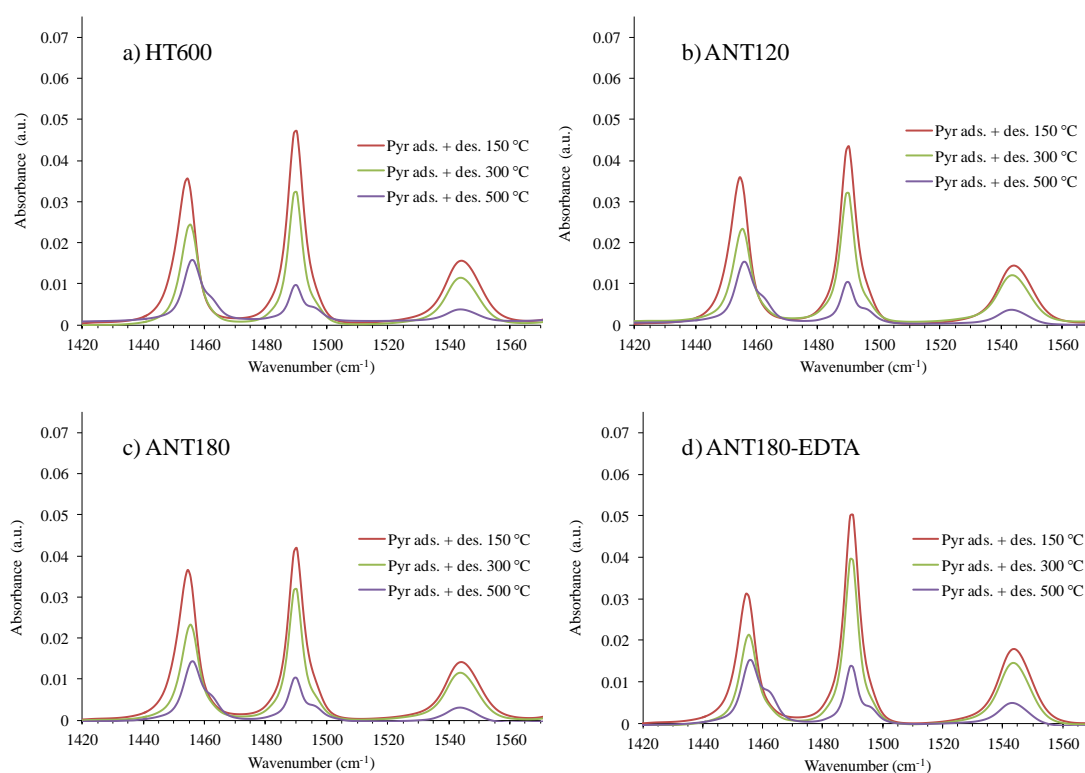 a) HT600
0.07
0.06
0.05
0.04
0.03
0.02
0.01
0
Absorbance (a.u.)
Pyr ads. + des. 150 °C
Pyr ads. + des. 300 °C
Pyr ads. + des. 500 °C
1420 1440 1460 1480 1500 1520 1540 1560
Wavenumber (cm-1)
b) ANT120
0.07
0.06
0.05
0.04
0.03
0.02
0.01
0
Absorbance (a.u.)
Pyr ads. + des. 150 °C
Pyr ads. + des. 300 °C
Pyr ads. + des. 500 °C
1420 1440 1460 1480 1500 1520 1540 1560
Wavenumber (cm-1)
c) ANT180
0.07
0.06
0.05
0.04
0.03
0.02
0.01
0
Absorbance (a.u.)
Pyr ads. + des. 150 °C
Pyr ads. + des. 300 °C
Pyr ads. + des. 500 °C
1420 1440 1460 1480 1500 1520 1540 1560
Wavenumber (cm-1)
d) ANT180-EDTA
0.07
0.06
0.05
0.04
0.03
0.02
0.01
0
Absorbance (a.u.)
Pyr ads. + des. 150 °C
Pyr ads. + des. 300 °C
Pyr ads. + des. 500 °C
1420 1440 1460 1480 1500 1520 1540 1560
Wavenumber (cm-1)